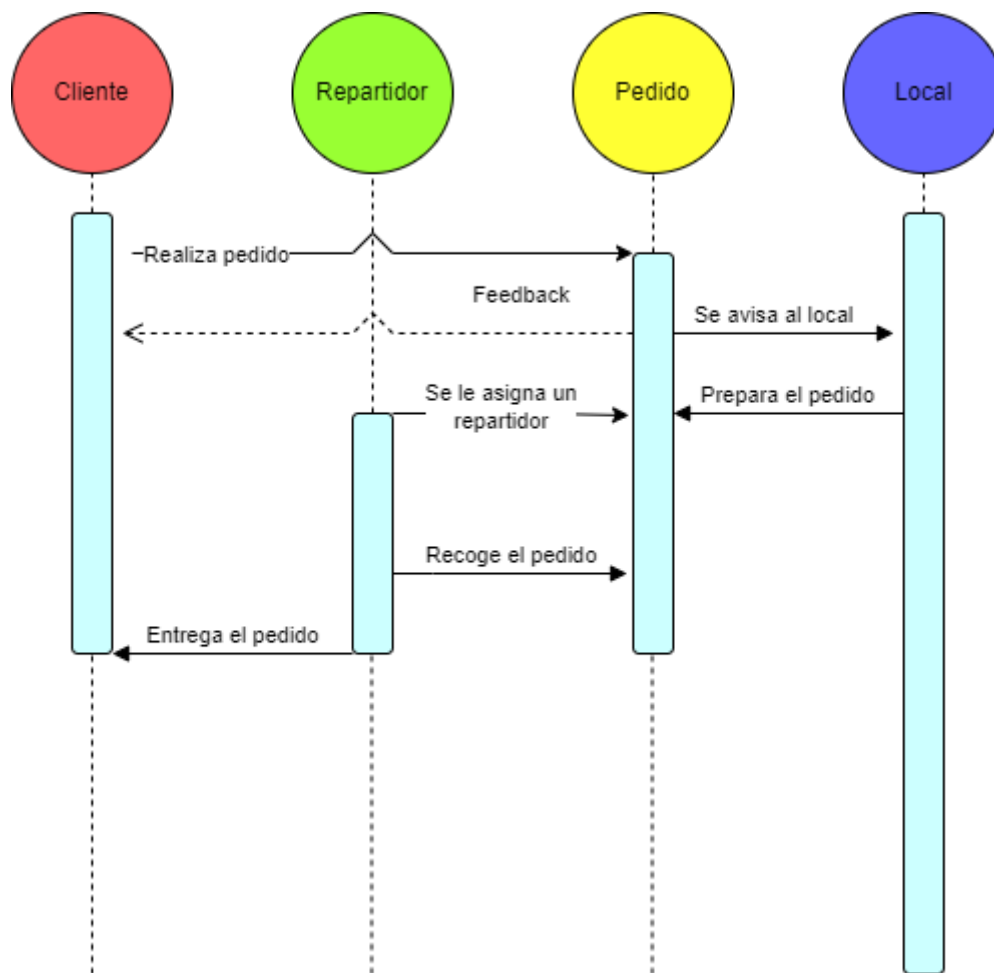 Cliente
Repartidor
Pedido
Local
Realiza pedido
Feedback
Se avisa al local
Se le asigna un
repartidor
Prepara el pedido
Recoge el pedido
Entrega el pedido